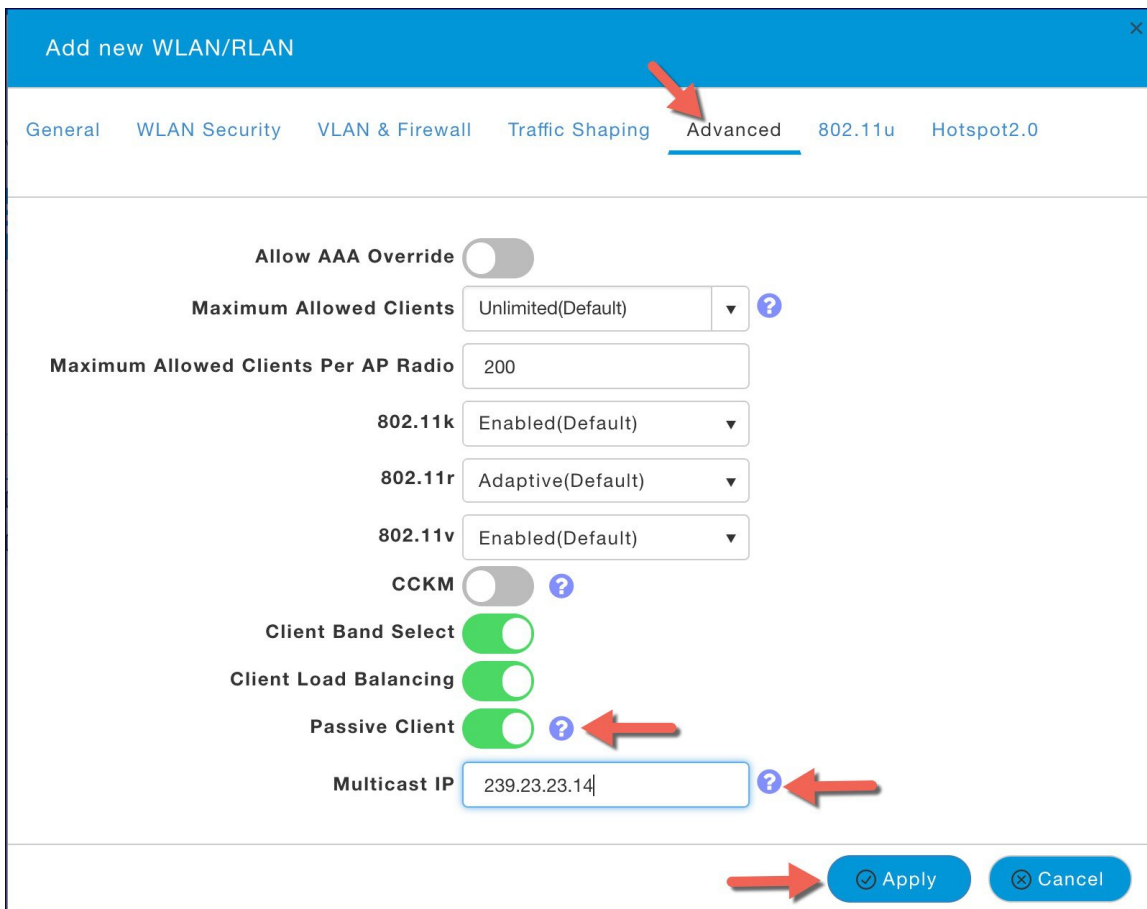 Add new WLAN/RLAN
General WLAN Security VLAN & Firewall Traffic Shaping Advanced 802.11u Hotspot2.0
Allow AAA Override
Maximum Allowed Clients Unlimited(Default) ?
Maximum Allowed Clients Per AP Radio 200
802.11k Enabled(Default)
802.11r Adaptive(Default)
802.11v Enabled(Default)
CCKM ?
Client Band Select
Client Load Balancing
Passive Client ?
Multicast IP 239.23.23.14 ?
Apply Cancel